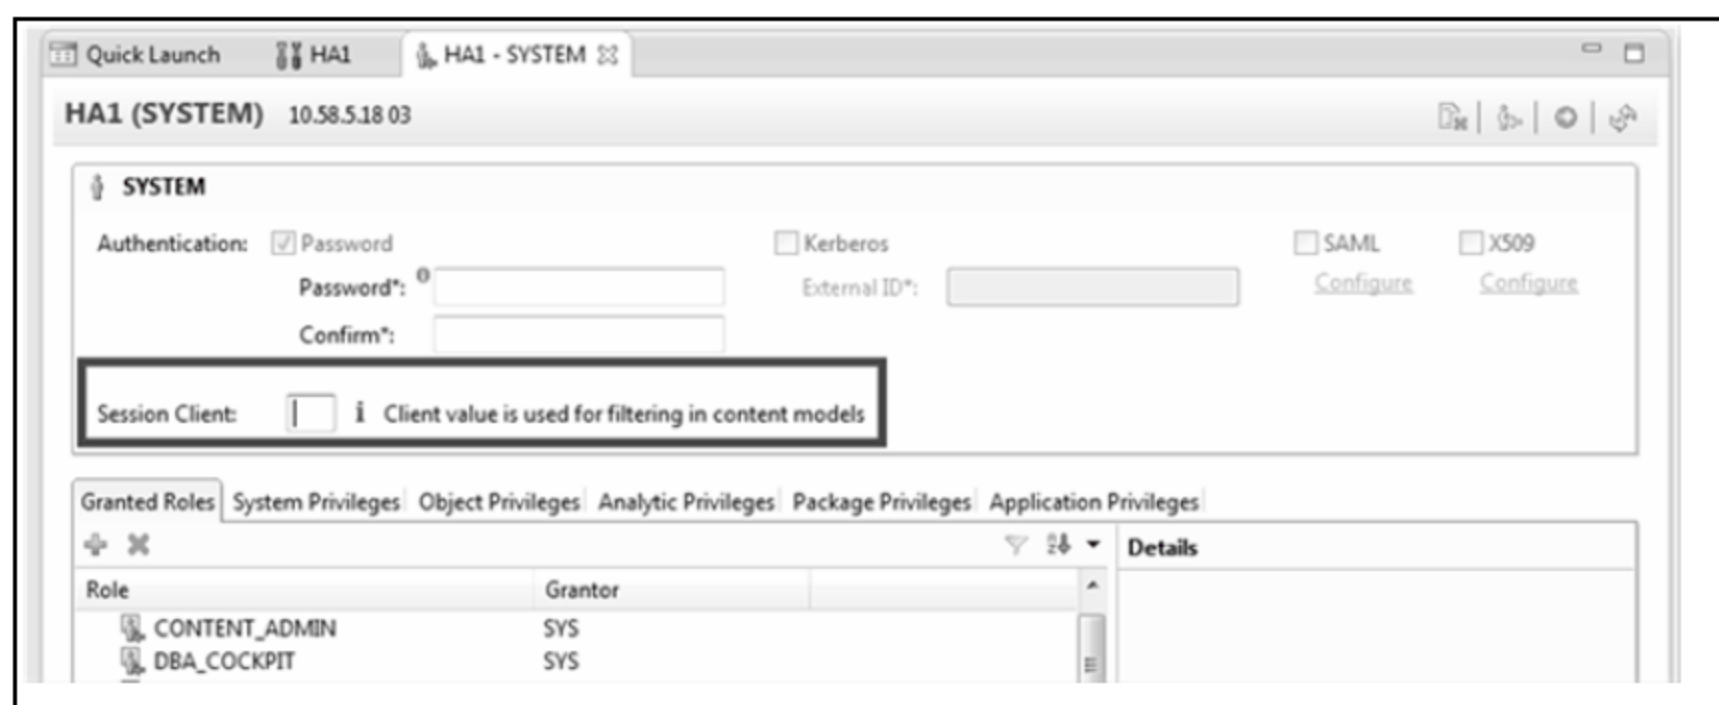 Quick Launch HA1 HA1 - SYSTEM
HA1 (SYSTEM) 10.58.5.18 03
SYSTEM
Authentication: Password Kerberos SAML X509
Password*: External ID*: Configure Configure
Confirm*:
Session Client: i Client value is used for filtering in content models
Granted Roles System Privileges Object Privileges Analytic Privileges Package Privileges Application Privileges
Details
Role Grantor
CONTENT_ADMIN SYS
DBA_COCKPIT SYS